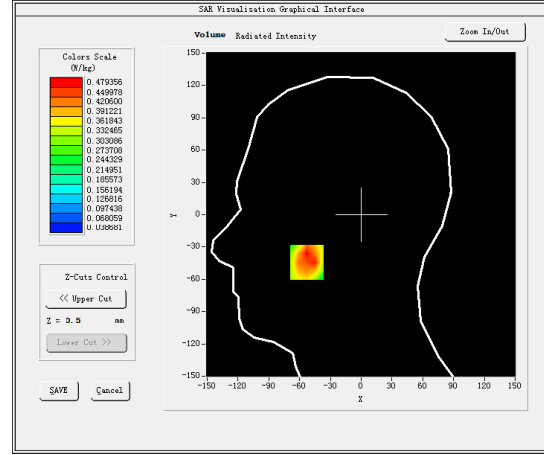 SAR Visualisation Graphical Interface
Volume Radiated Intensity
Zoom In/Out
Colors Scale
(W/kg)
0.479356
0.449978
0.420600
0.391221
0.361843
0.332465
0.303086
0.273708
0.244329
0.214951
0.185573
0.156194
0.126816
0.097438
0.068059
0.038681
Z-Cuts Control
<< Upper Cut
Z = 3.5 mm
Lower Cut >>
SAVE
Cancel
150
120
90
60
30
0
-30
-60
-90
-120
-150
Y
-150 -120 -90 -60 -30 0 30 60 90 120 150
X